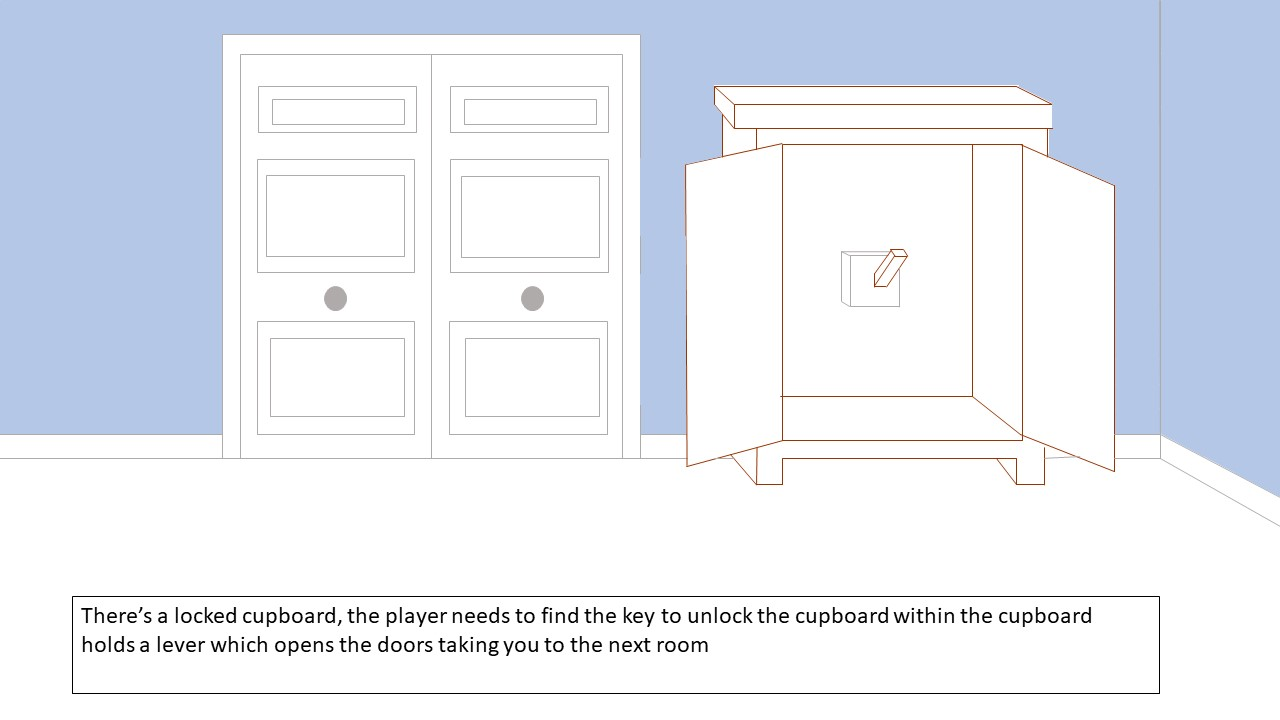 There’s a locked cupboard, the player needs to find the key to unlock the cupboard within the cupboard
holds a lever which opens the doors taking you to the next room